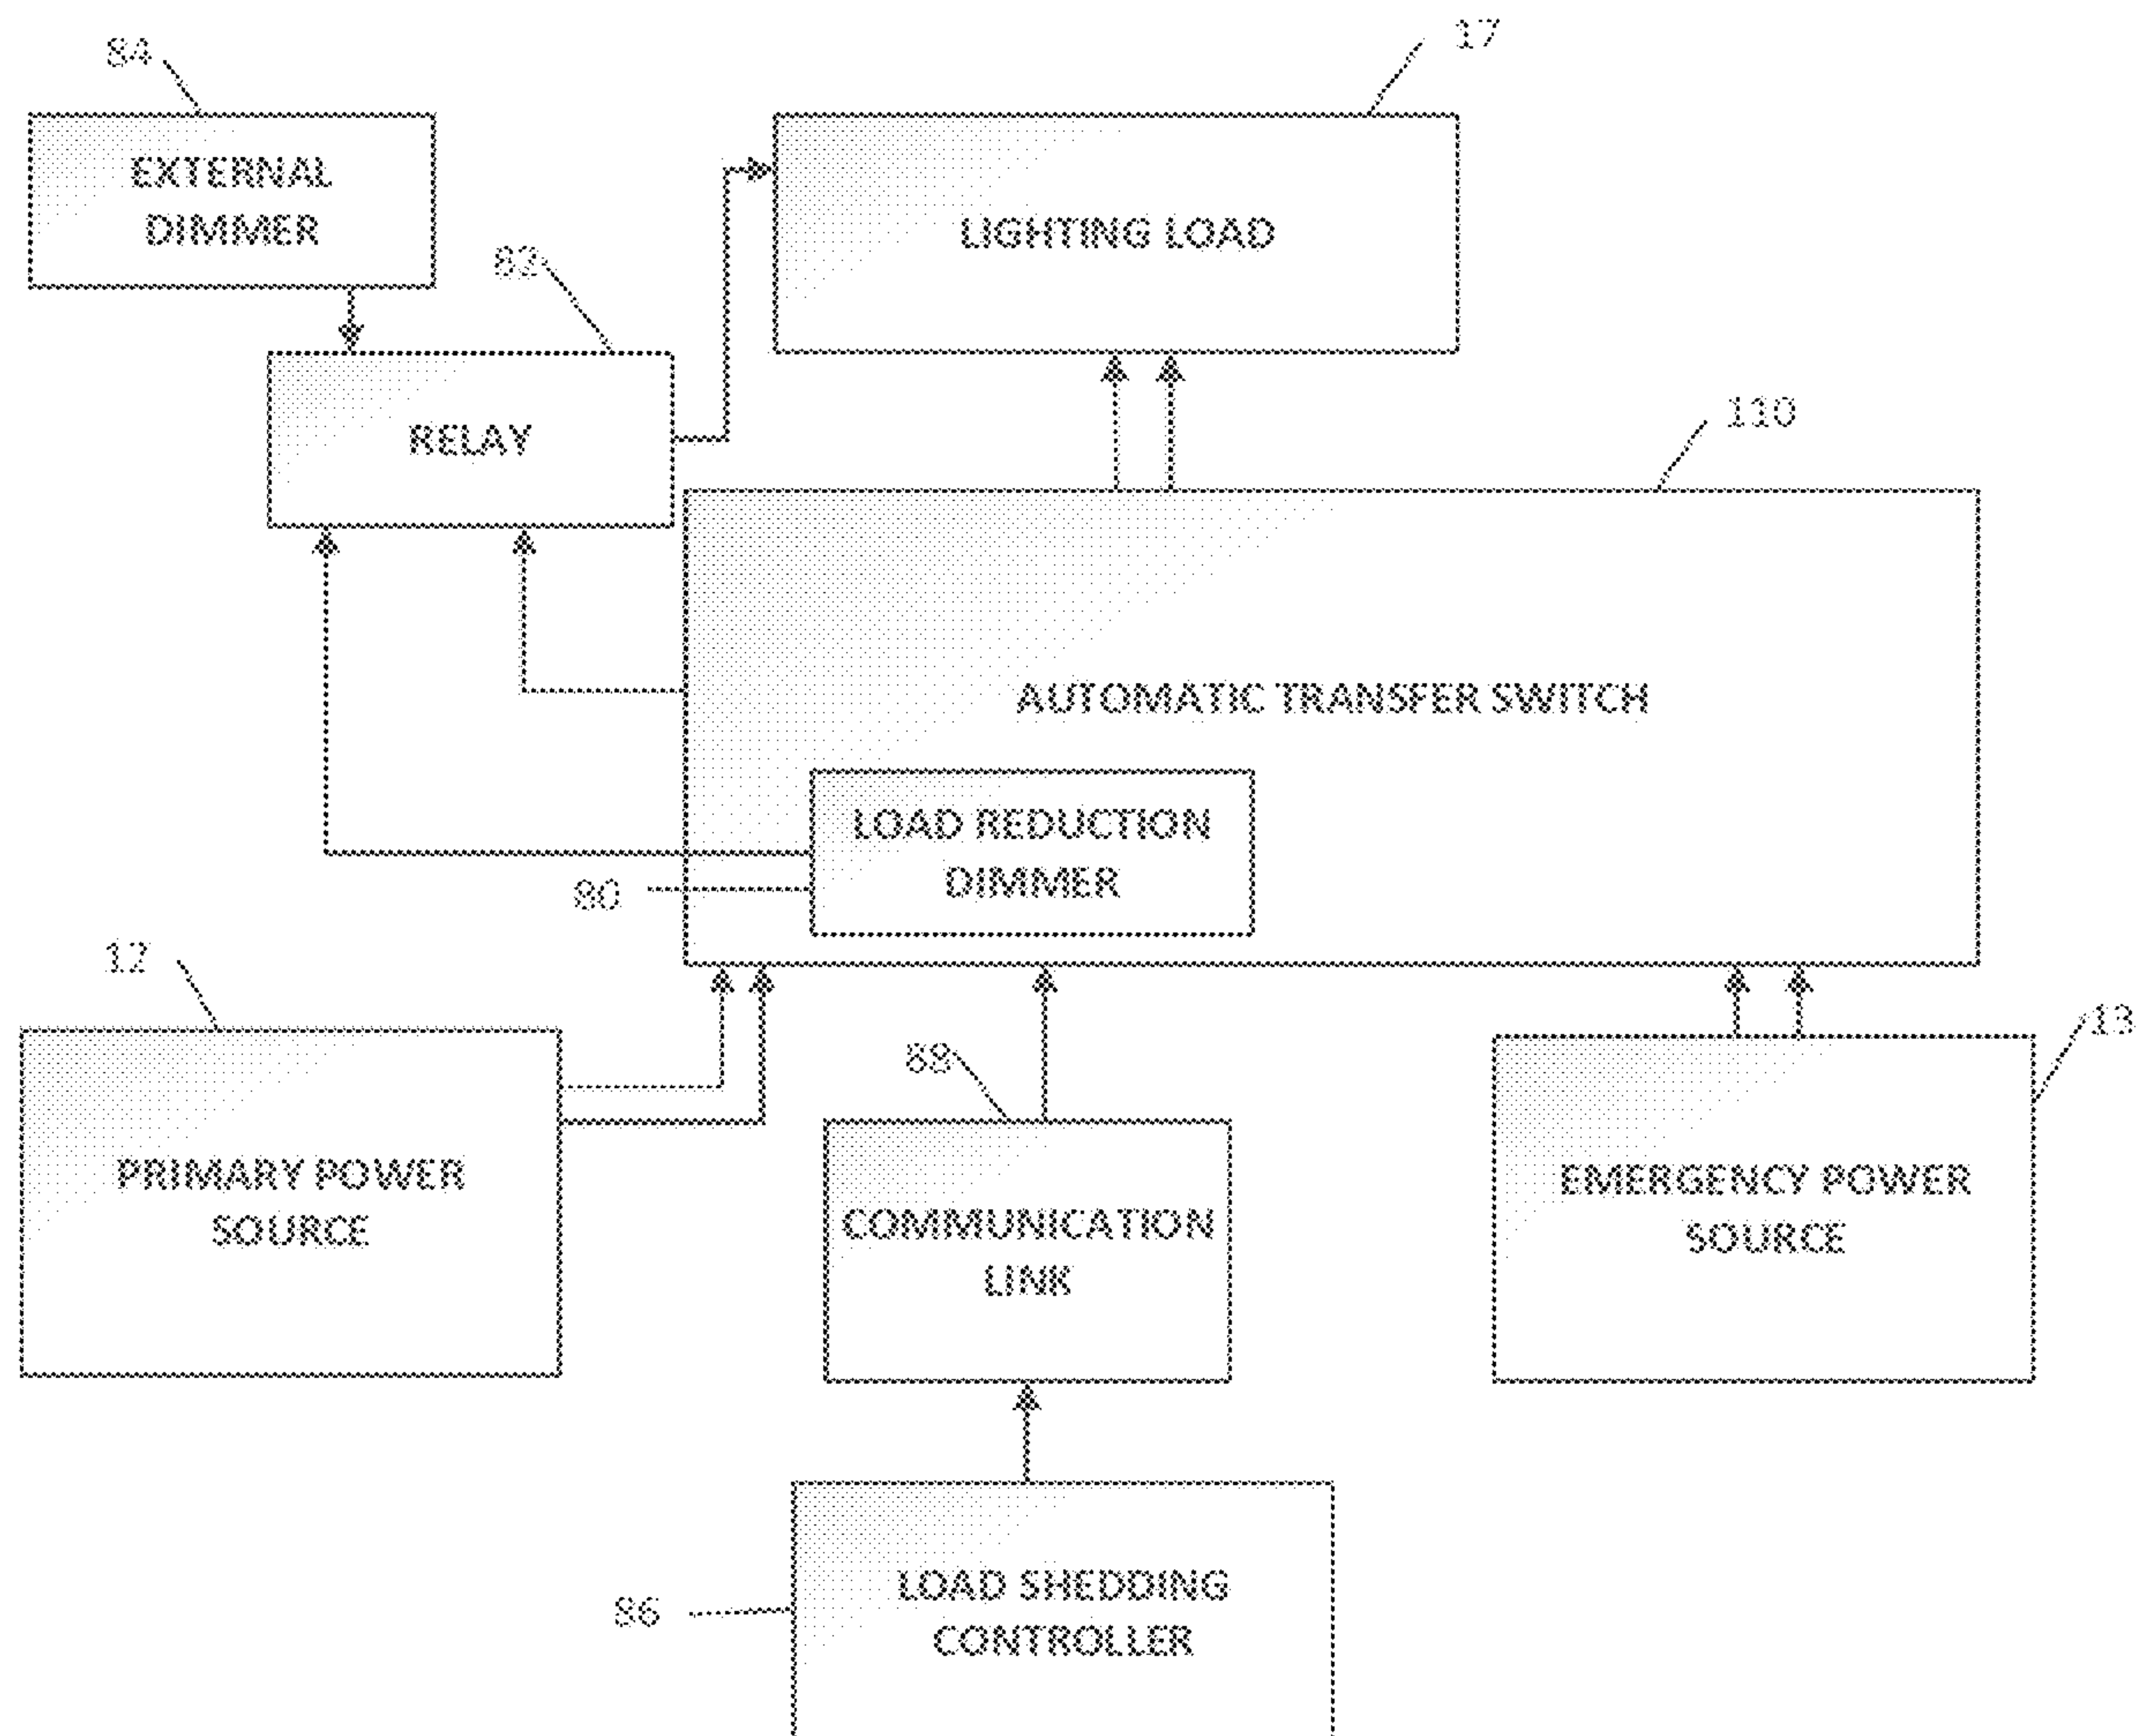 84
17
EXTERNAL
DIMMER
LIGHTING LOAD
82
RELAY
110
AUTOMATIC TRANSFER SWITCH
LOAD REDUCTION
DIMMER
80
12
13
88
PRIMARY POWER
SOURCE
COMMUNICATION
LINK
EMERGENCY POWER
SOURCE
86
LOAD SHEDDING
CONTROLLER